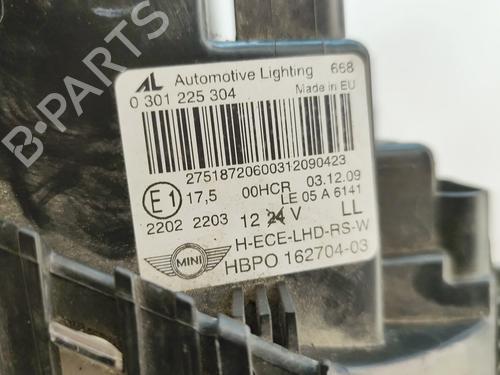 B-PARTS
AL Automotive Lighting 668
0 301 225 304 Made in EU
27518720600312090423
E1 17,5 00HCR 03.12.09
LE 05 A 6141
2202 2203 12 24 V LL
MINI H-ECE-LHD-RS-W
HBPO 162704-03